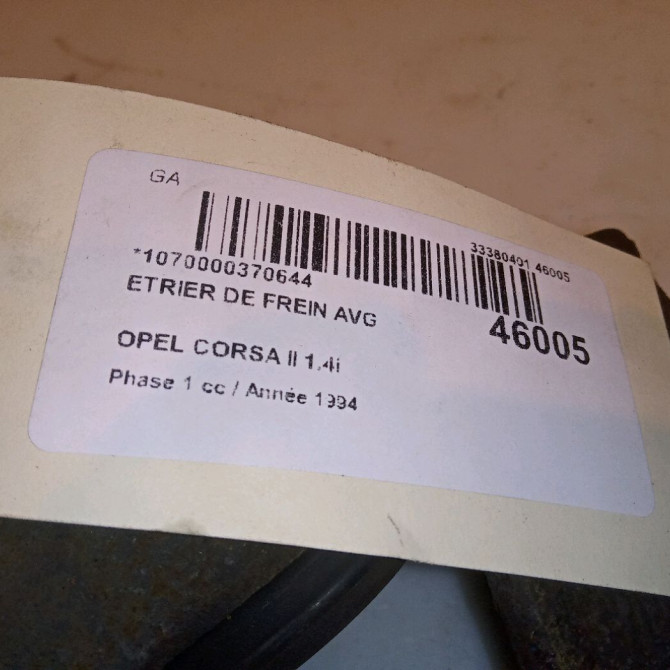 GA
33380401 46005
*1070000370644
ETRIER DE FREIN AVG
46005
OPEL CORSA II 1.4i
Phase 1 cc / Année 1994